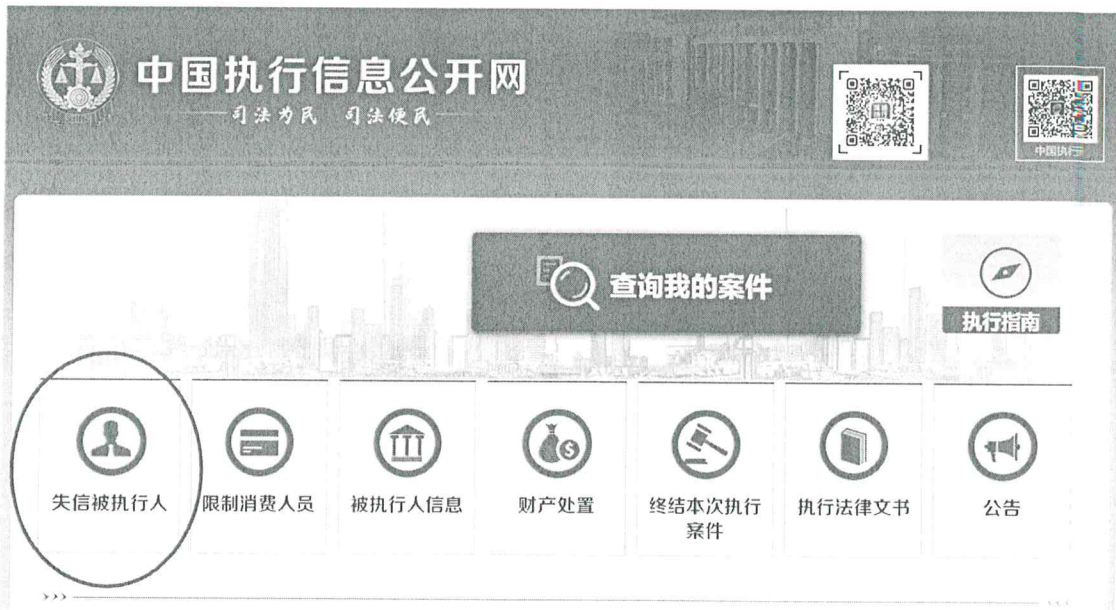 中国执行信息公开网
司法为民 司法便民
中国执行
查询我的案件
执行指南
失信被执行人
限制消费人员
被执行人信息
财产处置
终结本次执行
案件
执行法律文书
公告